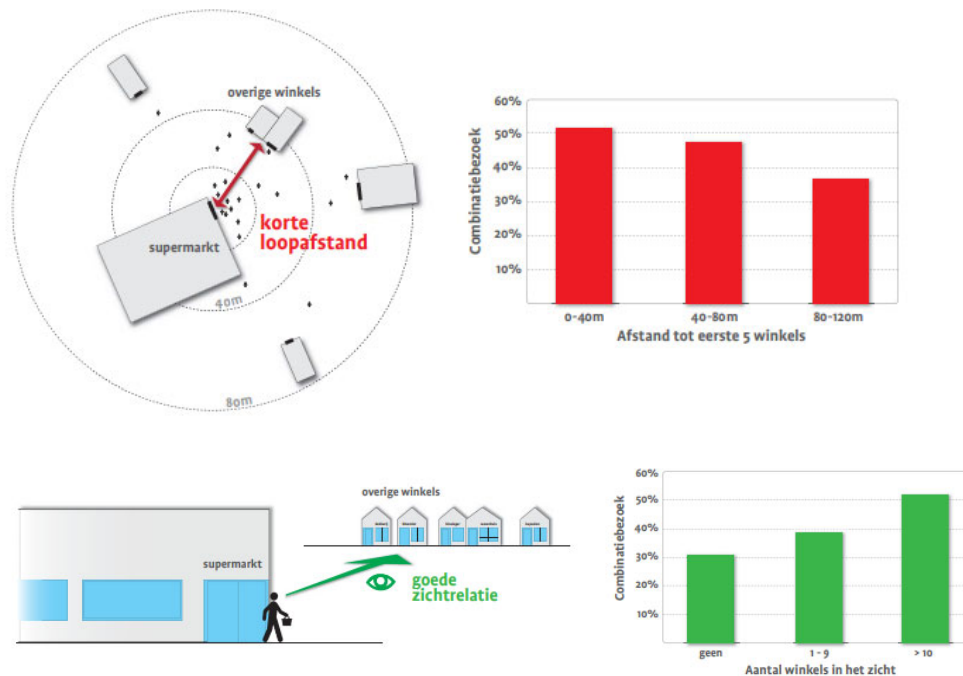 overige winkels
korte
loopafstand
supermarkt
40m
80m
60%
50%
40%
30%
20%
10%
Combinatiebezoek
0-40m
40-80m
80-120m
Afstand tot eerste 5 winkels
overige winkels
supermarkt
goede
zichtrelatie
60%
50%
40%
30%
20%
10%
Combinatiebezoek
geen
1 - 9
> 10
Aantal winkels in het zicht